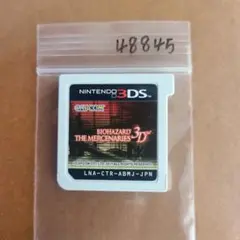 48845
NINTENDO 3DS
CAPCOM
BIOHAZARD
THE MERCENARIES 3D
LNA-CTR-ABMJ-JPN